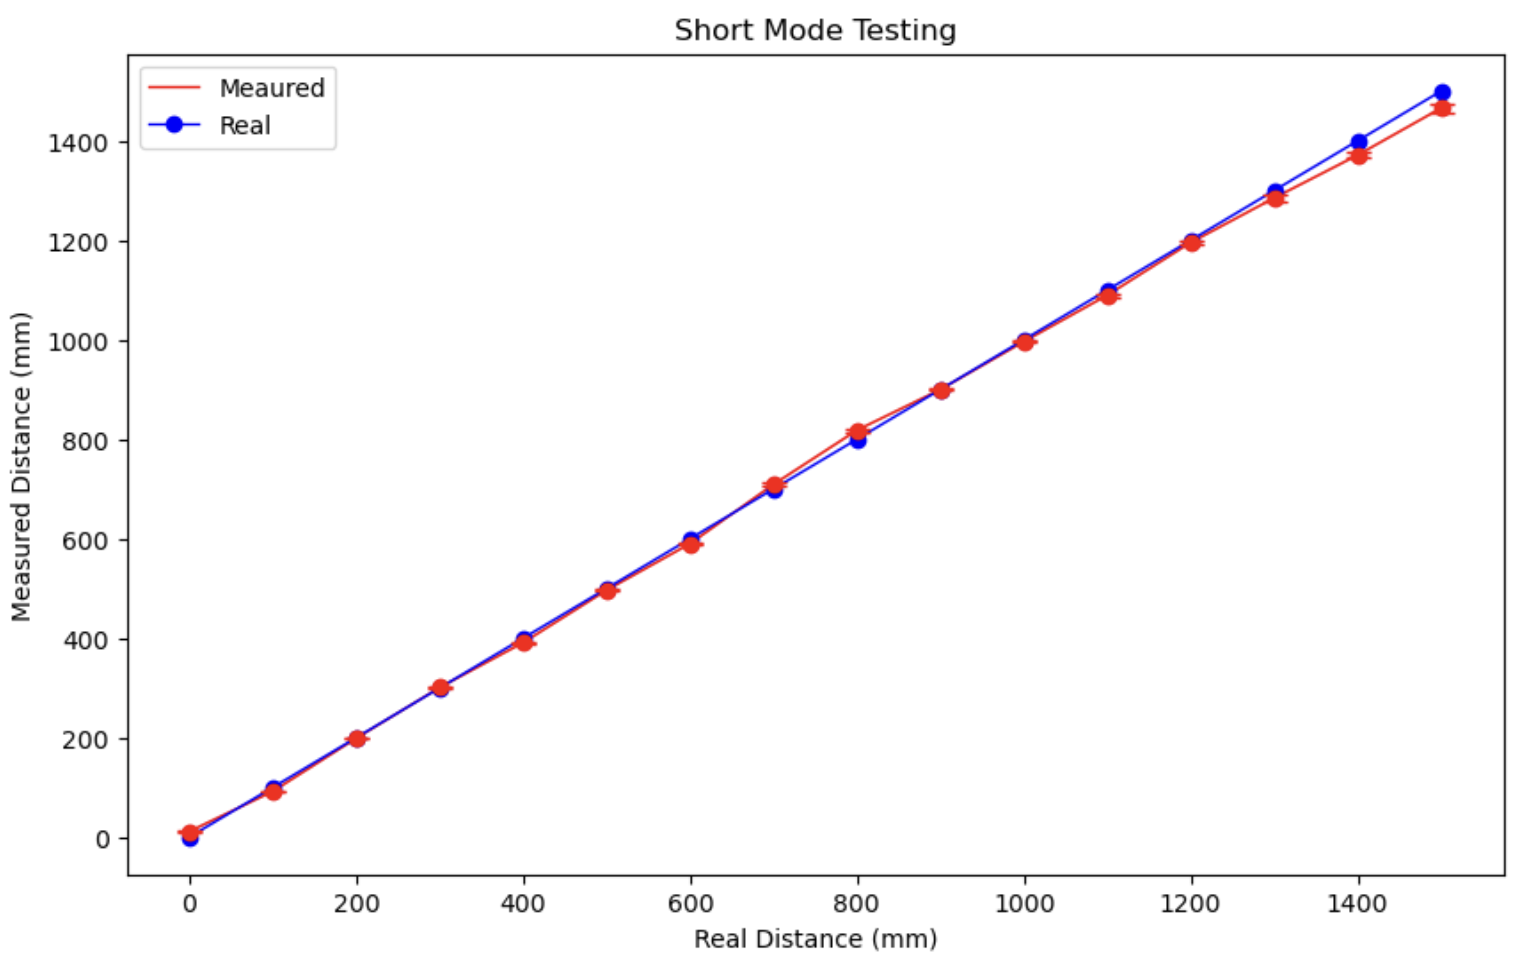 Short Mode Testing
Meaured
Real
Measured Distance (mm)
1400
1200
1000
800
600
400
200
0
0 200 400 600 800 1000 1200 1400
Real Distance (mm)